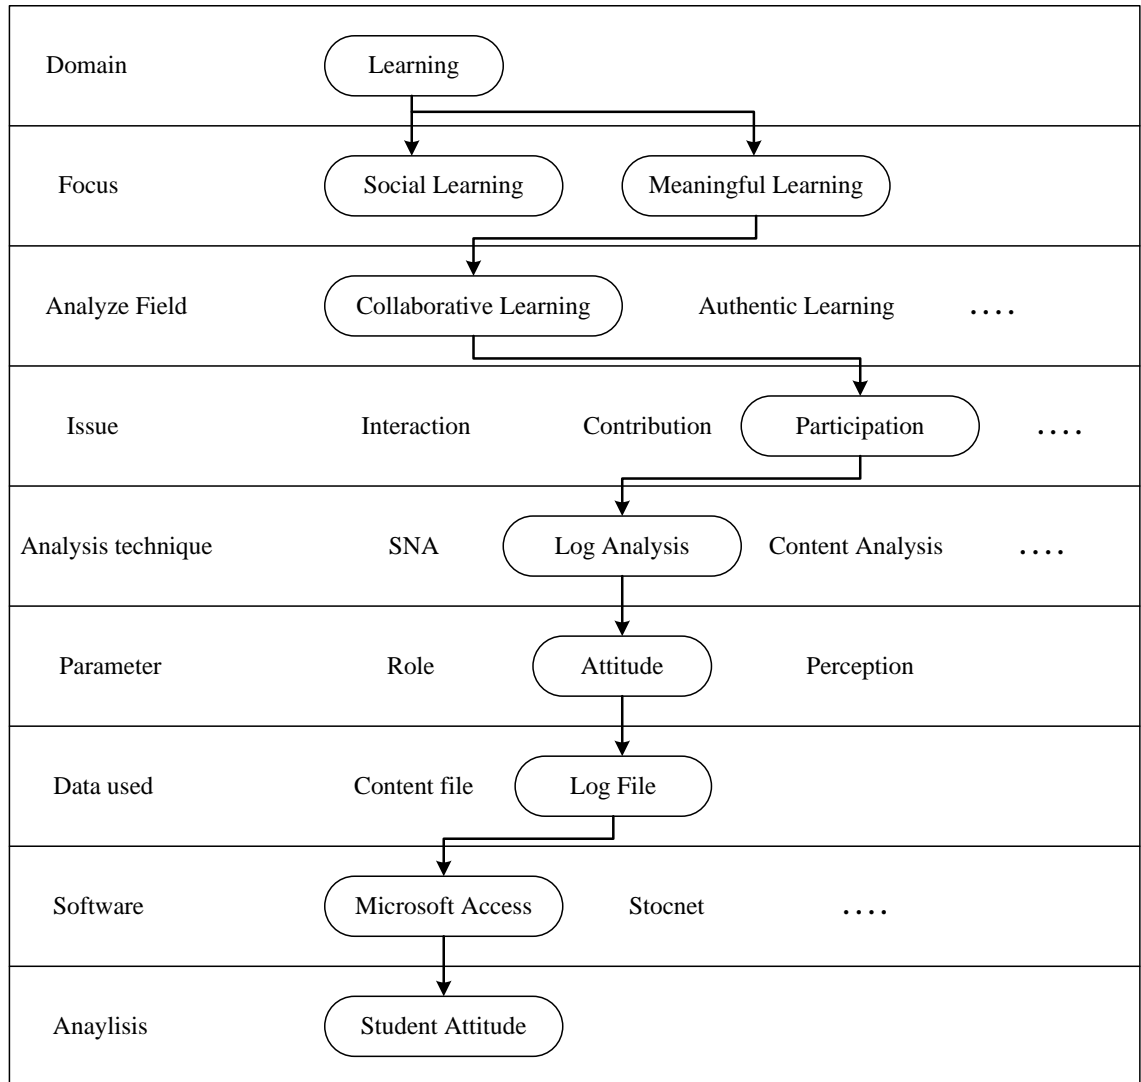 Domain
Learning
Focus
Social Learning
Meaningful Learning
Analyze Field
Collaborative Learning
Authentic Learning
....
Issue
Interaction
Contribution
Participation
....
Analysis technique
SNA
Log Analysis
Content Analysis
....
Parameter
Role
Attitude
Perception
Data used
Content file
Log File
Software
Microsoft Access
Stocnet
....
Anaylisis
Student Attitude